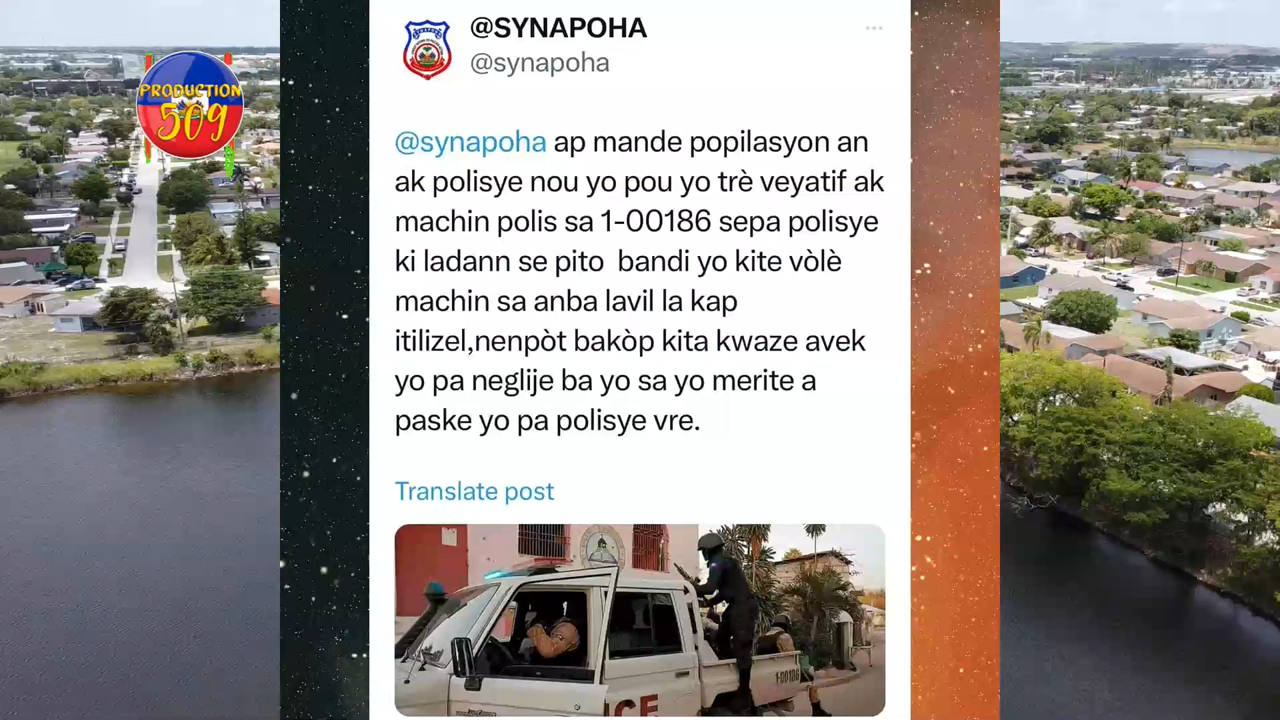 @SYNAPOHA
@synapoha
PRODUCTION
509
@synapoha ap mande popilasyon an
ak polisye nou yo pou yo trè veyatif ak
machin polis sa 1-00186 sepa polisye
ki ladann se pito bandi yo kite vòlè
machin sa anba lavil la kap
itilizel,nenpòt bakòp kita kwaze avek
yo pa neglije ba yo sa yo merite a
paske yo pa polisye vre.
Translate post
1-00186
ICE